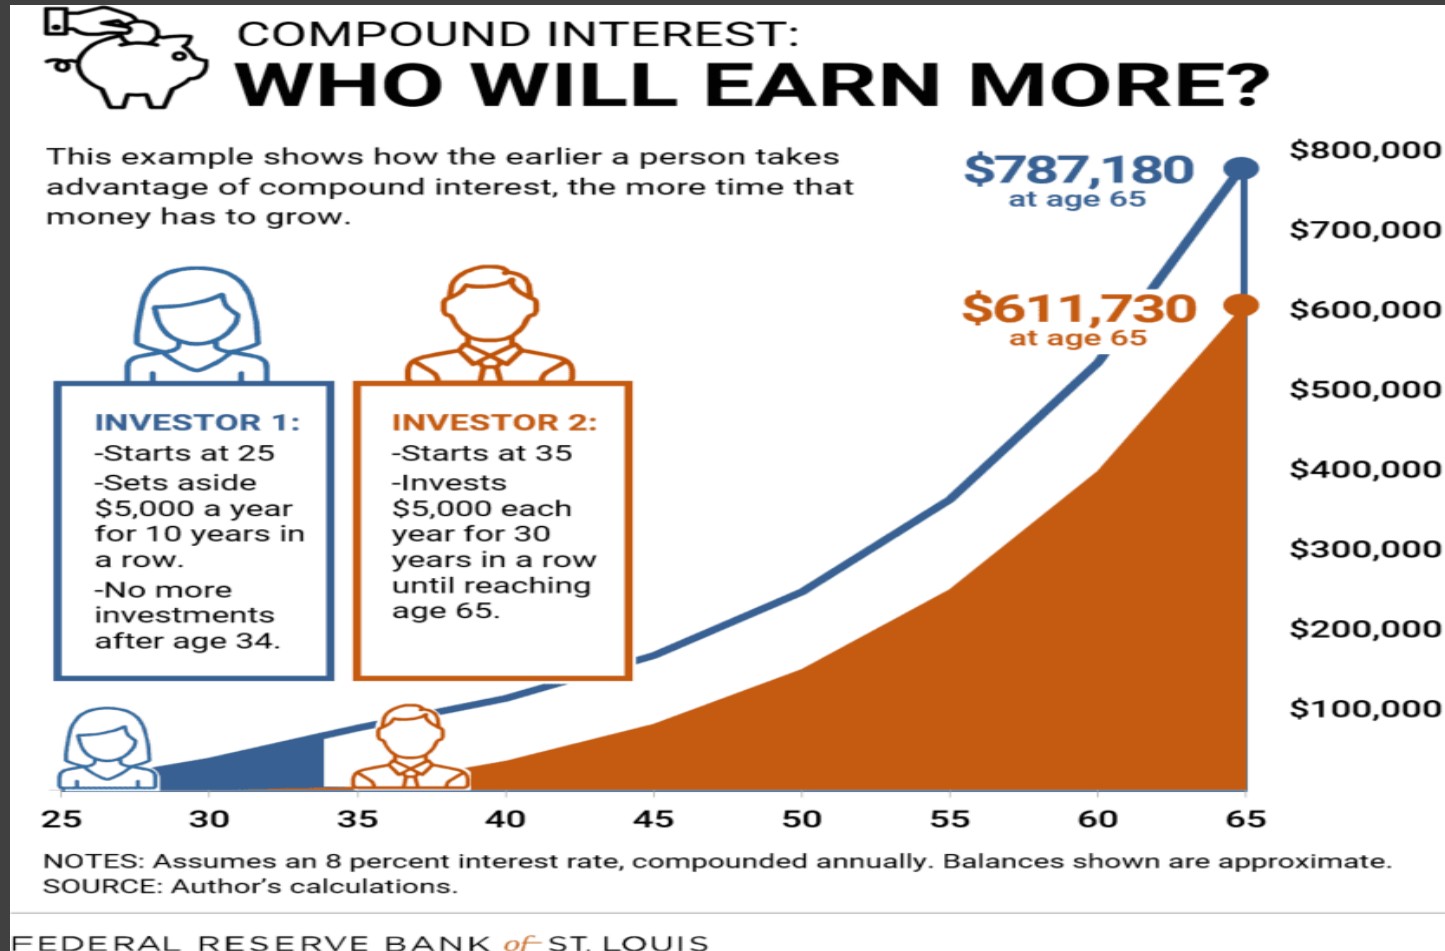 COMPOUND INTEREST:
WHO WILL EARN MORE?
This example shows how the earlier a person takes
advantage of compound interest, the more time that
money has to grow.
$787,180
at age 65
$611,730
at age 65
$800,000
$700,000
$600,000
$500,000
$400,000
$300,000
$200,000
$100,000
INVESTOR 1:
-Starts at 25
-Sets aside
$5,000 a year
for 10 years in
a row.
-No more
investments
after age 34.
INVESTOR 2:
-Starts at 35
-Invests
$5,000 each
year for 30
years in a row
until reaching
age 65.
25 30 35 40 45 50 55 60 65
NOTES: Assumes an 8 percent interest rate, compounded annually. Balances shown are approximate.
SOURCE: Author's calculations.
FEDERAL RESERVE BANK of ST. LOUIS